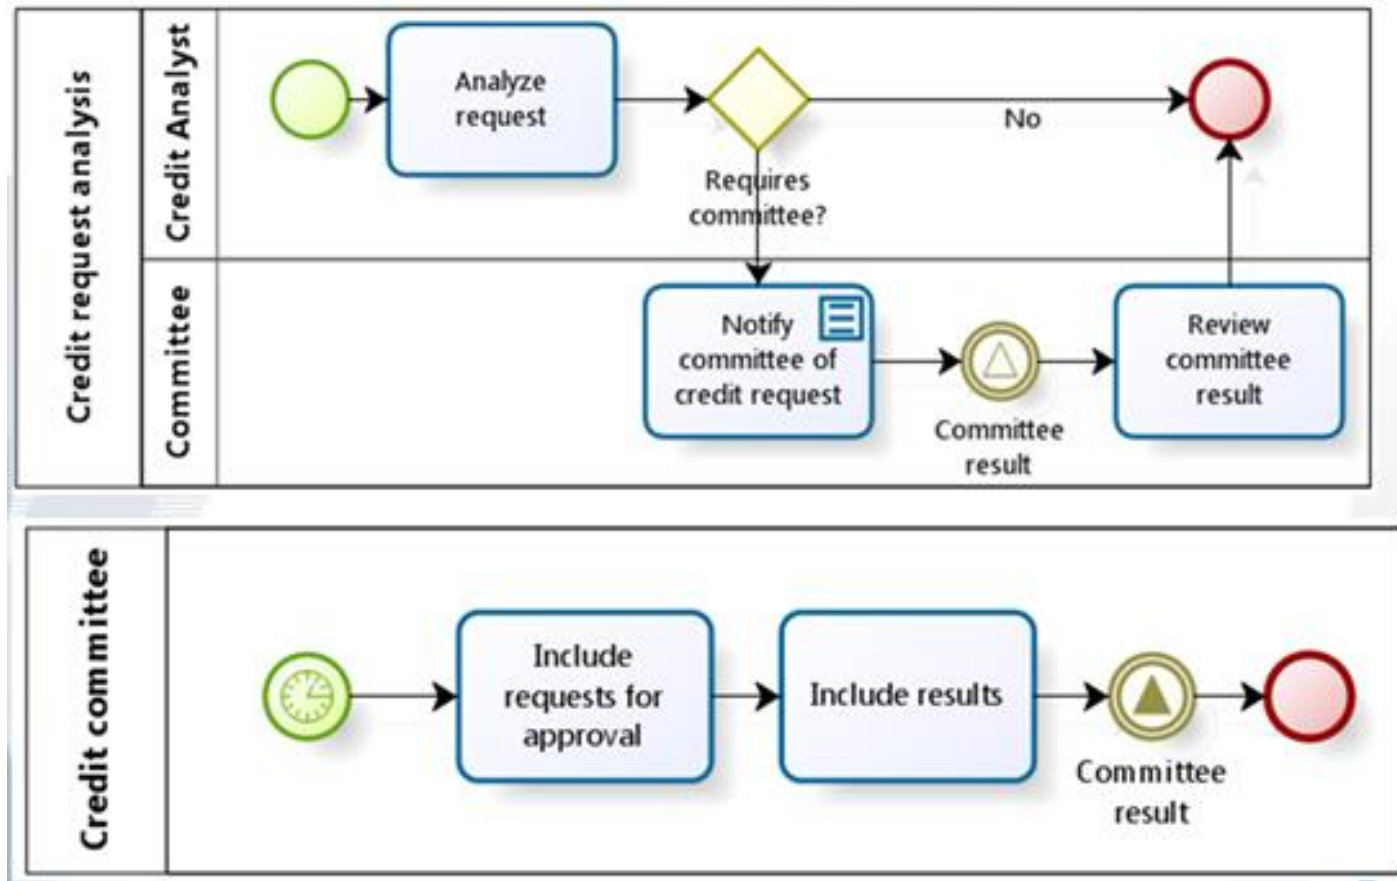 Credit request analysis
Credit Analyst
Analyze
request
Requires
committee?
No
Committee
Notify
committee of
credit request
Committee
result
Review
committee
result
Credit committee
Include
requests for
approval
Include results
Committee
result